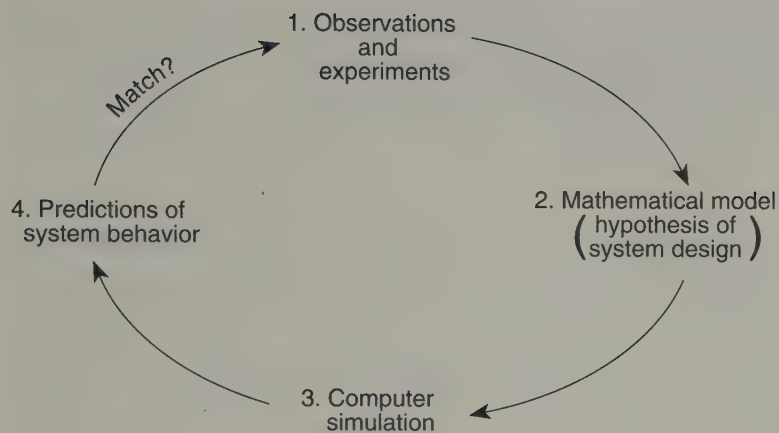 1. Observations
and
experiments
Match?
2. Mathematical model
(hypothesis of
system design)
3. Computer
simulation
4. Predictions of
system behavior